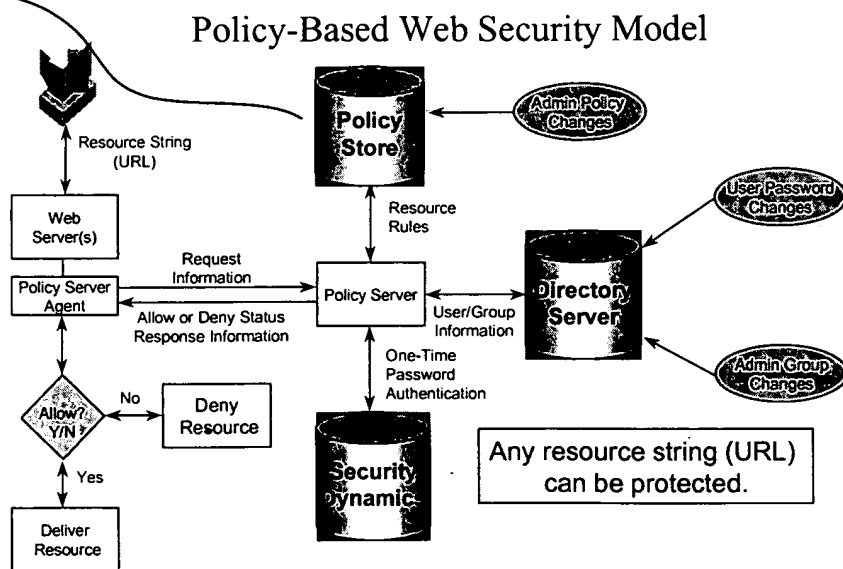 Policy-Based Web Security Model
Resource String
(URL)
Policy
Store
Admin Policy
Changes
Web
Server(s)
Resource
Rules
User Password
Changes
Request
Information
Policy Server
Agent
Policy Server
Directory
Server
Allow or Deny Status
Response Information
User/Group
Information
One-Time
Password
Authentication
Admin Group
Changes
Allow?
Y/N
No
Deny
Resource
Security
Dynamic
Any resource string (URL)
can be protected.
Yes
Deliver
Resource